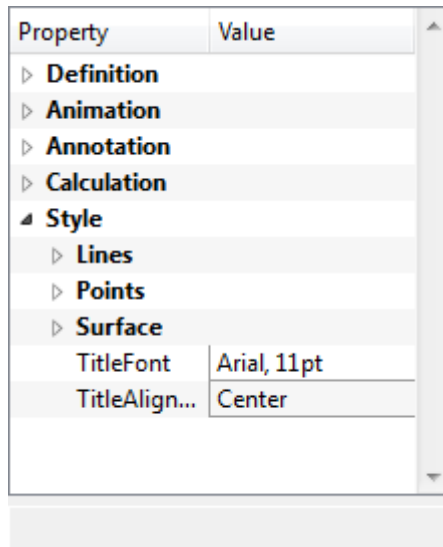 Property Value
Definition
Animation
Annotation
Calculation
Style
Lines
Points
Surface
TitleFont Arial, 11pt
TitleAlign... Center